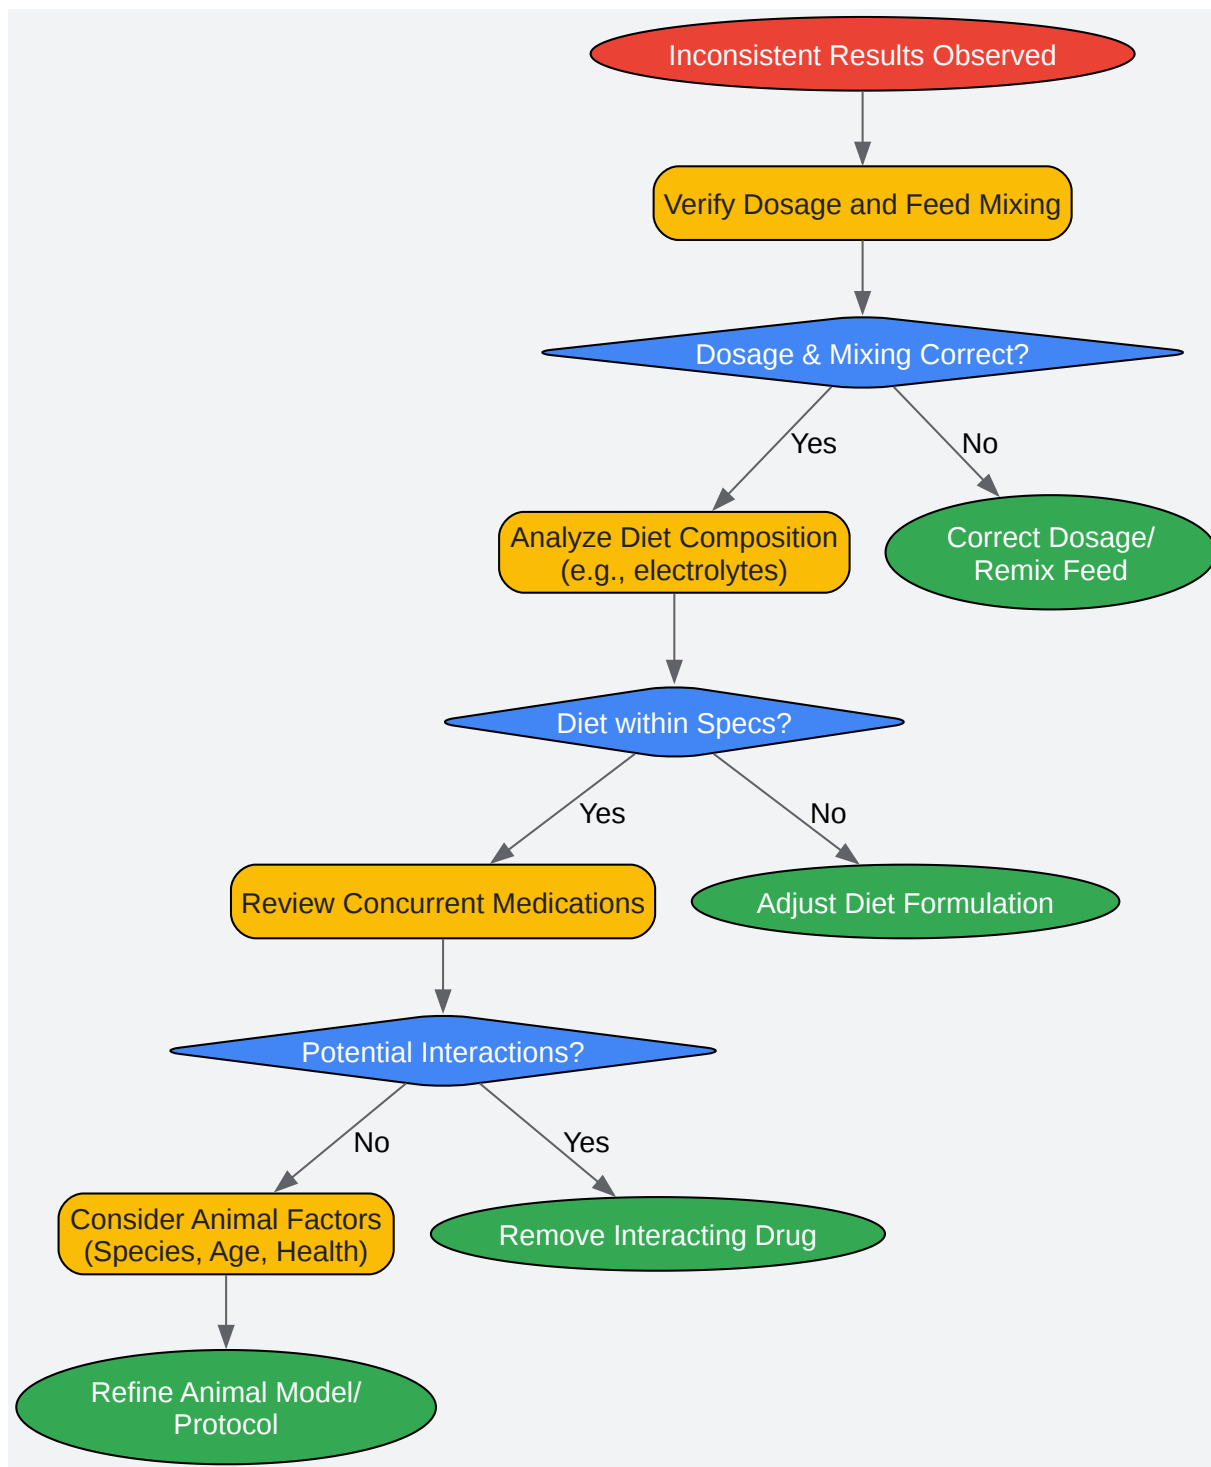 Inconsistent Results Observed
Verify Dosage and Feed Mixing
Dosage & Mixing Correct?
Yes
No
Analyze Diet Composition
(e.g., electrolytes)
Correct Dosage/
Remix Feed
Diet within Specs?
Yes
No
Review Concurrent Medications
Adjust Diet Formulation
Potential Interactions?
No
Yes
Consider Animal Factors
(Species, Age, Health)
Remove Interacting Drug
Refine Animal Model/
Protocol